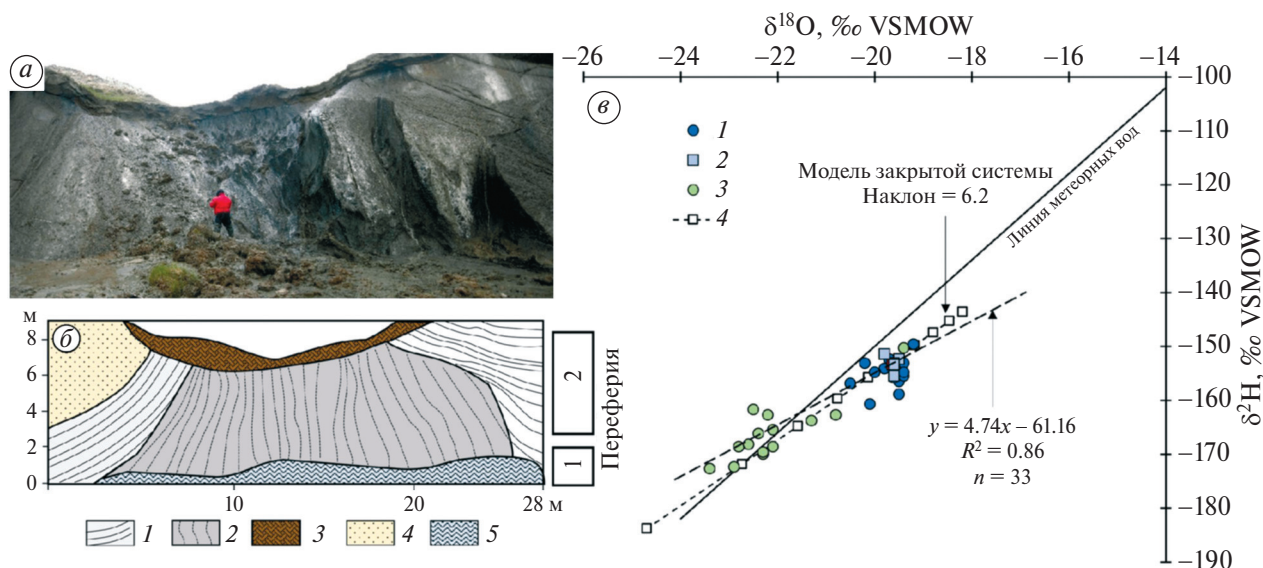 а
м
б
8
6
4
2
0
10
20
28 м
2
1
Переферия
1
2
3
4
5
δ¹⁸O, ‰ VSMOW
−26
−24
−22
−20
−18
−16
−14
в
1
2
3
4
Модель закрытой системы
Наклон = 6.2
Линия метеорных вод
y = 4.74x – 61.16
R² = 0.86
n = 33
−100
−110
−120
−130
−140
−150
−160
−170
−180
−190
δ²H, ‰ VSMOW